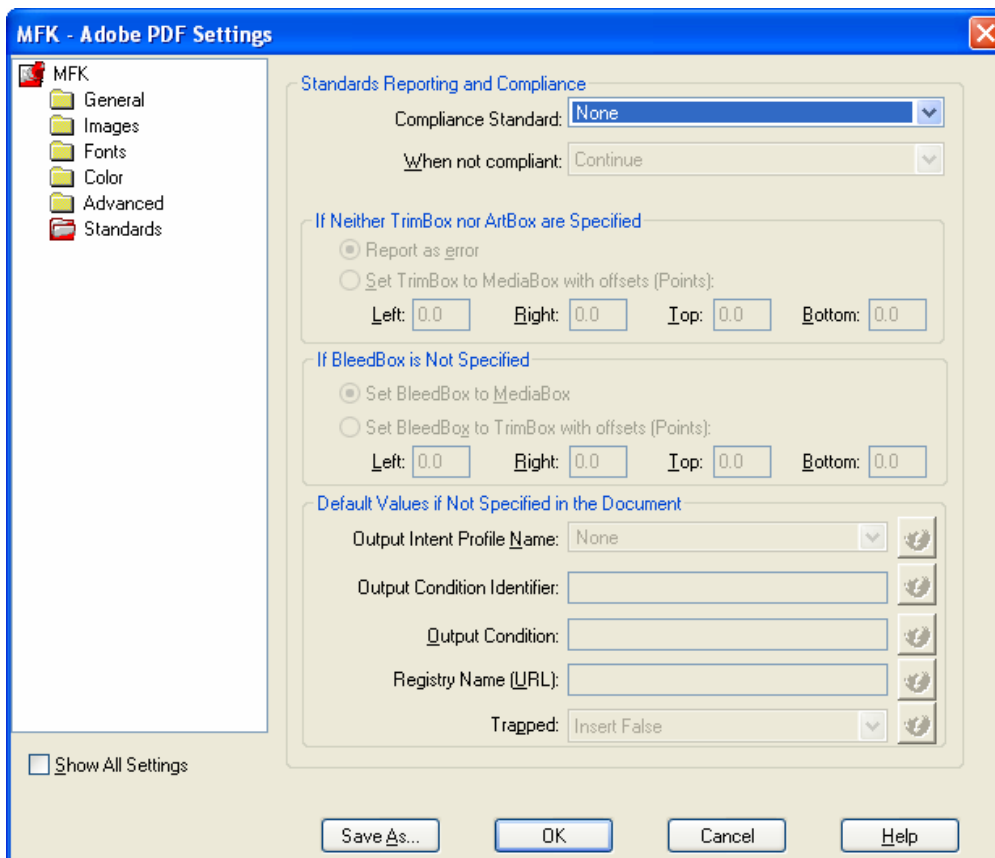 MFK - Adobe PDF Settings
MFK
General
Images
Fonts
Color
Advanced
Standards
Show All Settings
Standards Reporting and Compliance
Compliance Standard: None
When not compliant: Continue
If Neither TrimBox nor ArtBox are Specified
Report as error
Set TrimBox to MediaBox with offsets (Points):
Left: 0.0 Right: 0.0 Top: 0.0 Bottom: 0.0
If BleedBox is Not Specified
Set BleedBox to MediaBox
Set BleedBox to TrimBox with offsets (Points):
Left: 0.0 Right: 0.0 Top: 0.0 Bottom: 0.0
Default Values if Not Specified in the Document
Output Intent Profile Name: None
Output Condition Identifier:
Output Condition:
Registry Name (URL):
Trapped: Insert False
Save As... OK Cancel Help